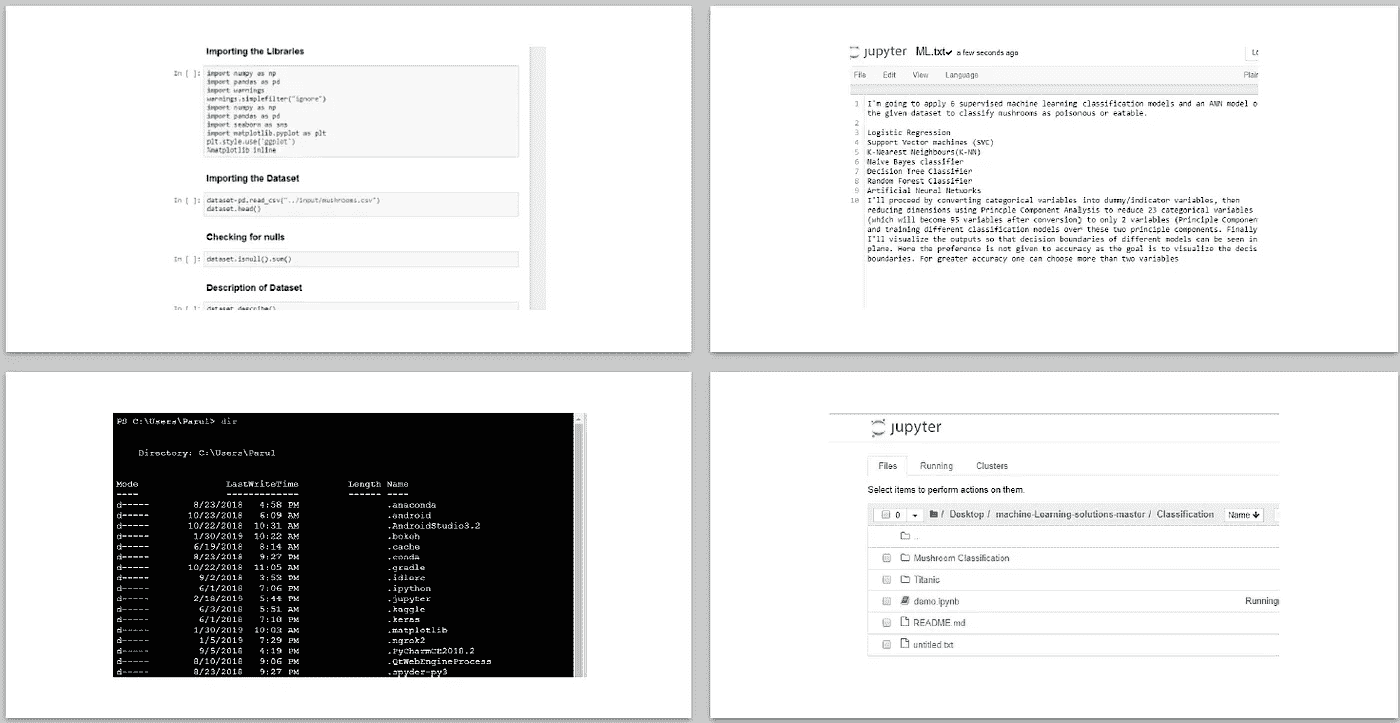 Importing the Libraries
In [ ]: import numpy as np
import pandas as pd
import warnings
warnings.simplefilter("ignore")
import numpy as np
import pandas as pd
import seaborn as sns
import matplotlib.pyplot as plt
plt.style.use('ggplot')
%matplotlib inline
Importing the Dataset
In [ ]: dataset=pd.read_csv("../input/mushrooms.csv")
dataset.head()
Checking for nulls
In [ ]: dataset.isnull().sum()
Description of Dataset
In [ ]: dataset.describe()
jupyter ML.txt✔ a few seconds ago
File Edit View Language Plain
1 I'm going to apply 6 supervised machine learning classification models and an ANN model o
the given dataset to classify mushrooms as poisonous or eatable.
2
3 Logistic Regression
4 Support Vector machines (SVC)
5 K-Nearest Neighbours(K-NN)
6 Naive Bayes classifier
7 Decision Tree Classifier
8 Random Forest Classifier
9 Artificial Neural Networks
10 I'll proceed by converting categorical variables into dummy/indicator variables, then
reducing dimensions using Princple Component Analysis to reduce 23 categorical variables
(which will become 95 variables after conversion) to only 2 variables (Principle Componen
and training different classification models over these two principle components. Finally
I'll visualize the outputs so that decision boundaries of different models can be seen in
plane. Here the preference is not given to accuracy as the goal is to visualize the decis
boundaries. For greater accuracy one can choose more than two variables
PS C:\Users\Parul> dir
Directory: C:\Users\Parul
Mode LastWriteTime Length Name
---- ------------- ------ ----
d----- 8/23/2018 4:58 PM .anaconda
d----- 10/23/2018 6:09 AM .android
d----- 10/22/2018 10:31 AM .AndroidStudio3.2
d----- 1/30/2019 10:22 AM .bokeh
d----- 6/19/2018 8:14 AM .cache
d----- 8/23/2018 9:27 PM .conda
d----- 10/22/2018 11:05 AM .gradle
d----- 9/2/2018 3:53 PM .idlerc
d----- 6/1/2018 7:06 PM .ipython
d----- 2/18/2019 5:44 PM .jupyter
d----- 6/3/2018 5:51 AM .kaggle
d----- 6/1/2018 7:18 PM .keras
d----- 1/30/2019 10:03 AM .matplotlib
d----- 1/5/2019 7:29 PM .ngrok2
d----- 9/5/2018 4:19 PM .PyCharmCE2018.2
d----- 8/10/2018 9:06 PM .QtWebEngineProcess
d----- 8/23/2018 9:27 PM .spyder-py3
jupyter
Files Running Clusters
Select items to perform actions on them.
0 / Desktop / machine-Learning-solutions-master / Classification Name
..
Mushroom Classification
Titanic
demo.ipynb Running
README.md
untitled.txt